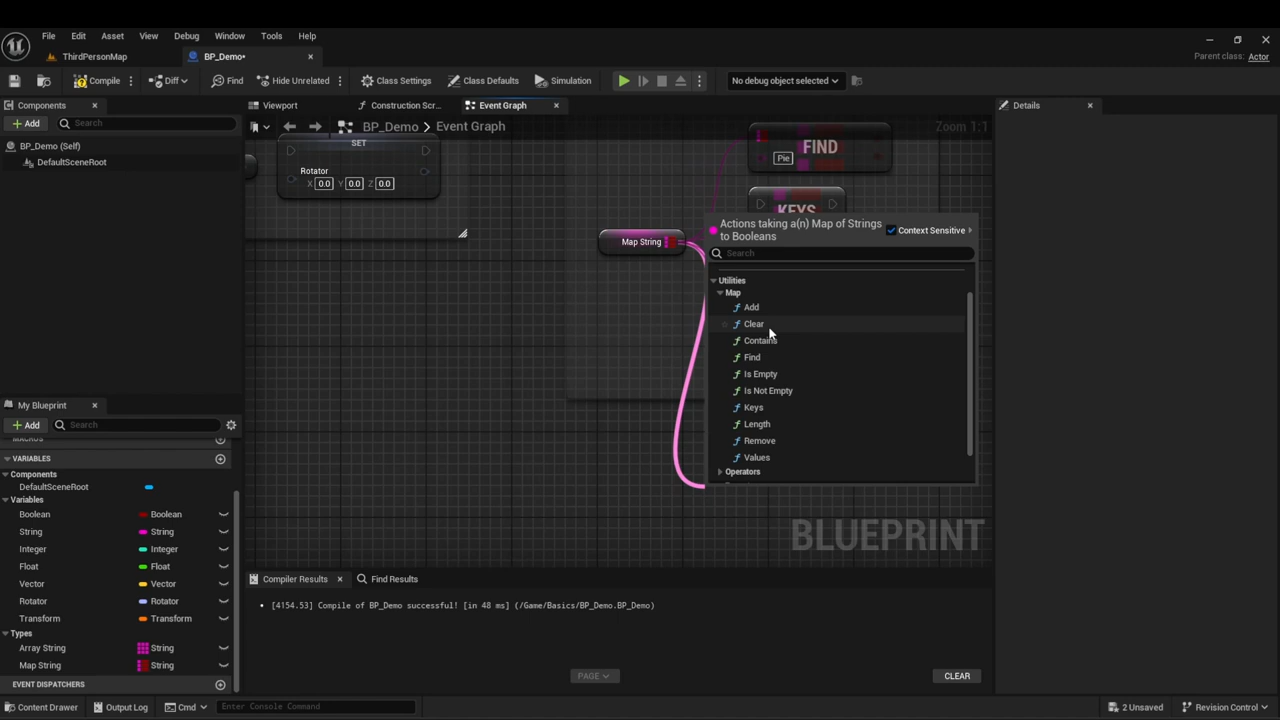 File Edit Asset View Debug Window Tools Help
ThirdPersonMap BP_Demo•
Parent class: Actor
Compile Diff Find Hide Unrelated Class Settings Class Defaults Simulation No debug object selected
Components
Viewport Construction Scr... Event Graph
Details
Add Search
BP_Demo > Event Graph
Zoom 1:1
BP_Demo (Self)
DefaultSceneRoot
SET
Rotator
X 0.0 Y 0.0 Z 0.0
FIND
Pie
KEYS
Map String
Actions taking a(n) Map of Strings
to Booleans
Context Sensitive
Search
Utilities
Map
Add
Clear
Contains
Find
Is Empty
Is Not Empty
Keys
Length
Remove
Values
Operators
BLUEPRINT
My Blueprint
Add Search
MACROS
VARIABLES
Components
DefaultSceneRoot
Variables
Boolean Boolean
String String
Integer Integer
Float Float
Vector Vector
Rotator Rotator
Transform Transform
Types
Array String String
Map String String
EVENT DISPATCHERS
Compiler Results Find Results
• [4154.53] Compile of BP_Demo successful! [in 48 ms] (/Game/Basics/BP_Demo.BP_Demo)
PAGE
CLEAR
Content Drawer Output Log Cmd Enter Console Command
2 Unsaved Revision Control